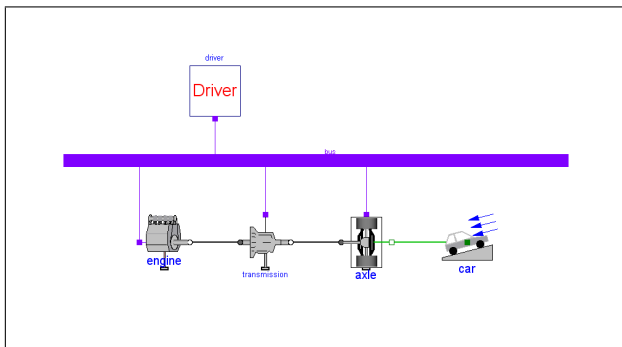 driver
Driver
bus
engine
transmission
axle
car